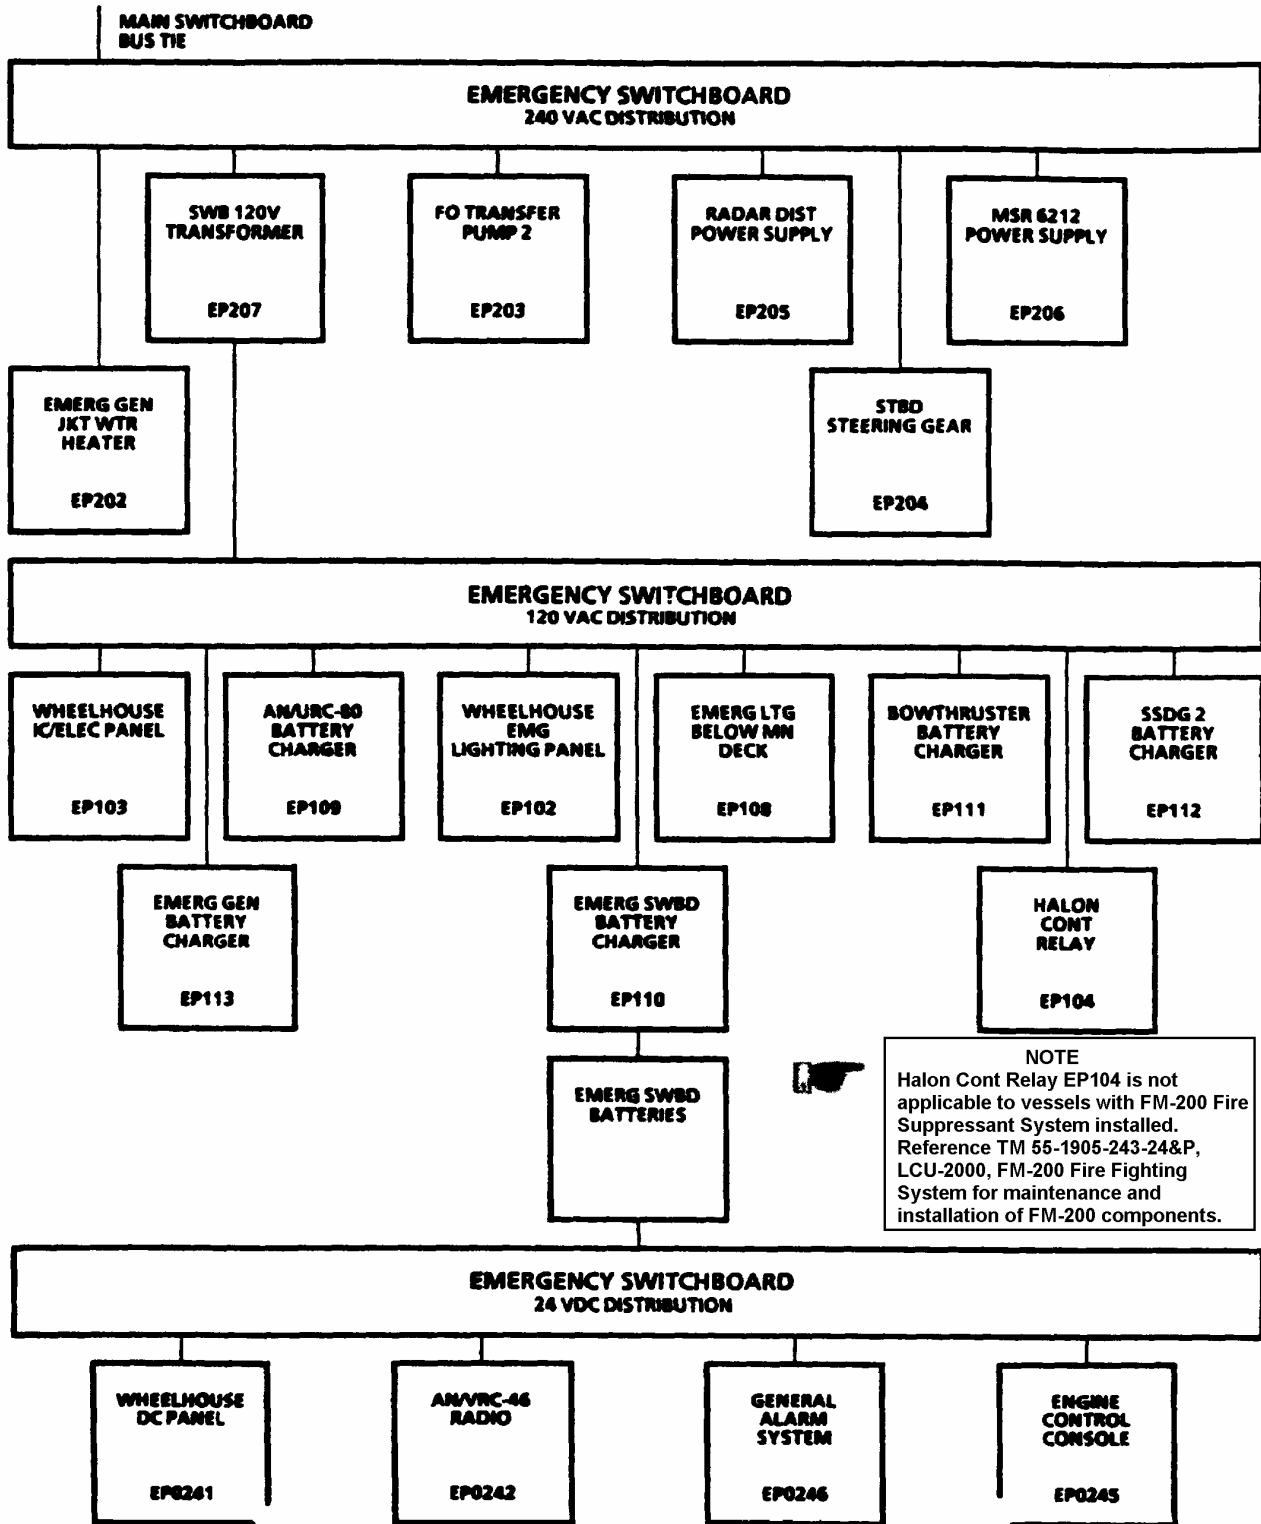 MAIN SWITCHBOARD
BUS TIE
EMERGENCY SWITCHBOARD
240 VAC DISTRIBUTION
SWB 120V
TRANSFORMER
EP207
FO TRANSFER
PUMP 2
EP203
RADAR DIST
POWER SUPPLY
EP205
MSR 6212
POWER SUPPLY
EP206
EMERG GEN
JKT WTR
HEATER
EP202
STBD
STEERING GEAR
EP204
EMERGENCY SWITCHBOARD
120 VAC DISTRIBUTION
WHEELHOUSE
IC/ELEC PANEL
EP103
AN/URC-80
BATTERY
CHARGER
EP109
WHEELHOUSE
EMG
LIGHTING PANEL
EP102
EMERG LTG
BELOW MN
DECK
EP108
BOWTHRUSTER
BATTERY
CHARGER
EP111
SSDG 2
BATTERY
CHARGER
EP112
EMERG GEN
BATTERY
CHARGER
EP113
EMERG SWBD
BATTERY
CHARGER
EP110
HALON
CONT
RELAY
EP104
EMERG SWBD
BATTERIES
NOTE
Halon Cont Relay EP104 is not
applicable to vessels with FM-200 Fire
Suppressant System installed.
Reference TM 55-1905-243-24&P,
LCU-2000, FM-200 Fire Fighting
System for maintenance and
installation of FM-200 components.
EMERGENCY SWITCHBOARD
24 VDC DISTRIBUTION
WHEELHOUSE
DC PANEL
EP0241
AN/VRC-46
RADIO
EP0242
GENERAL
ALARM
SYSTEM
EP0246
ENGINE
CONTROL
CONSOLE
EP0245